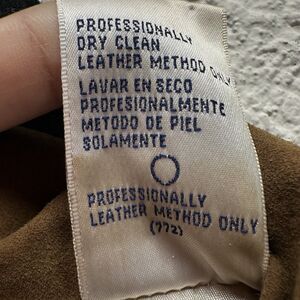 PROFESSIONALLY
DRY CLEAN
LEATHER METHOD ONLY
LAVAR EN SECO
PROFESIONALMENTE
METODO DE PIEL
SOLAMENTE
PROFESSIONALLY
LEATHER METHOD ONLY
(772)